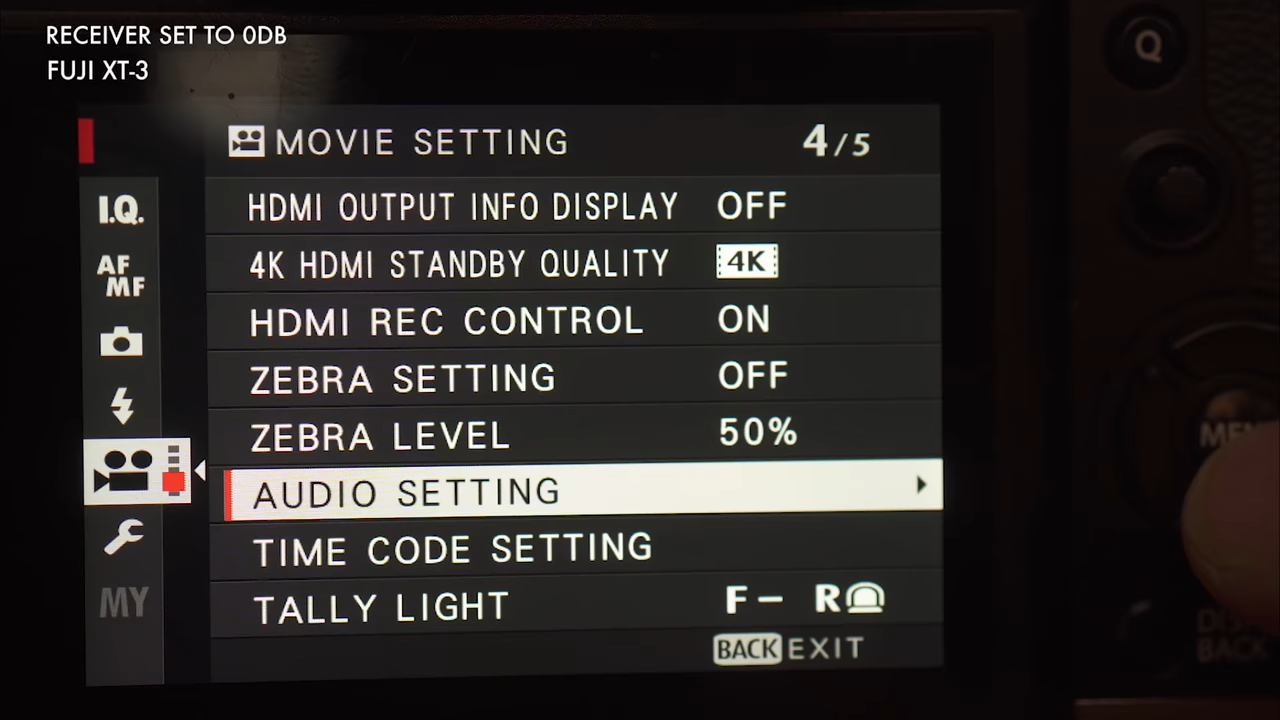 RECEIVER SET TO 0DB
FUJI XT-3
Q
MOVIE SETTING 4/5
I.Q.
HDMI OUTPUT INFO DISPLAY OFF
4K HDMI STANDBY QUALITY 4K
AF
MF
HDMI REC CONTROL ON
ZEBRA SETTING OFF
ZEBRA LEVEL 50%
AUDIO SETTING
TIME CODE SETTING
MY
TALLY LIGHT F– R
BACK EXIT
BACK